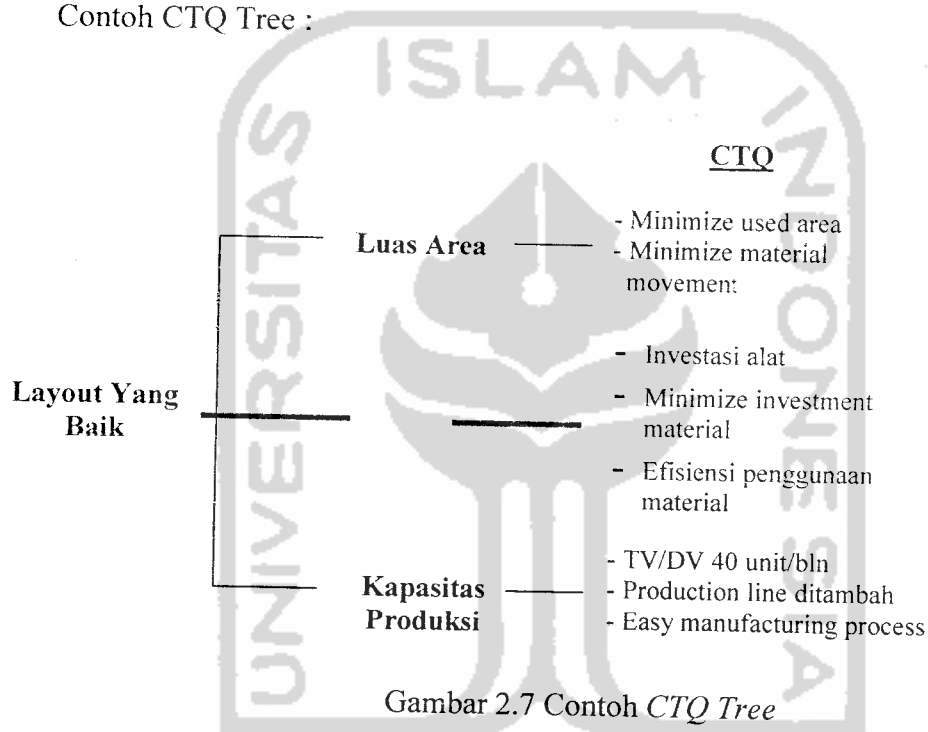 Contoh CTQ Tree :
UNIVERSITAS ISLAM INDONESIA
CTQ
Luas Area
- Minimize used area
- Minimize material
movement
Layout Yang
Baik
- Investasi alat
- Minimize investment
material
- Efisiensi penggunaan
material
Kapasitas
Produksi
- TV/DV 40 unit/bln
- Production line ditambah
- Easy manufacturing process
Gambar 2.7 Contoh CTQ Tree